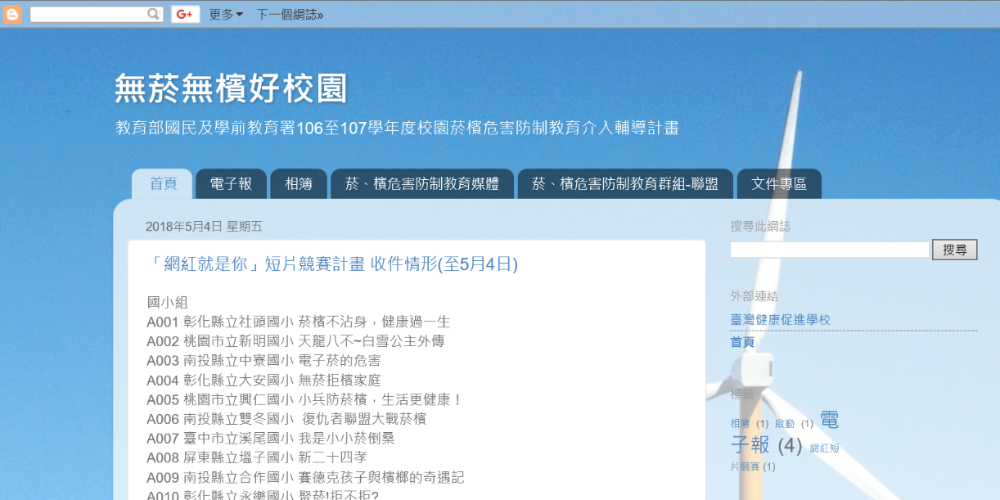 G+ 更多 下一個網誌»
無菸無檳好校園
教育部國民及學前教育署106至107學年度校園菸檳危害防制教育介入輔導計畫
首頁 電子報 相簿 菸、檳危害防制教育媒體 菸、檳危害防制教育群組-聯盟 文件專區
2018年5月4日 星期五
「網紅就是你」短片競賽計畫 收件情形(至5月4日)
國小組
A001 彰化縣立社頭國小 菸檳不沾身，健康過一生
A002 桃園市立新明國小 天龍八不~白雪公主外傳
A003 南投縣立中寮國小 電子菸的危害
A004 彰化縣立大安國小 無菸拒檳家庭
A005 桃園市立興仁國小 小兵防菸檳，生活更健康！
A006 南投縣立雙冬國小  復仇者聯盟大戰菸檳
A007 臺中市立溪尾國小 我是小小菸倒桑
A008 屏東縣立塭子國小 新二十四孝
A009 南投縣立合作國小 賽德克孩子與檳榔的奇遇記
A010 彰化縣立永樂國小 聚菸!拒不拒?
搜尋此網誌
搜尋
外部連結
臺灣健康促進學校
首頁
標籤
相簿 (1) 啟動 (1) 電
子報 (4) 網紅短
片競賽 (1)